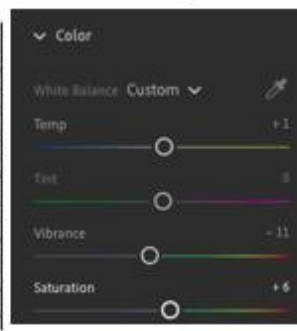 Color
White Balance Custom
Temp +1
Tint 0
Vibrance -11
Saturation +6